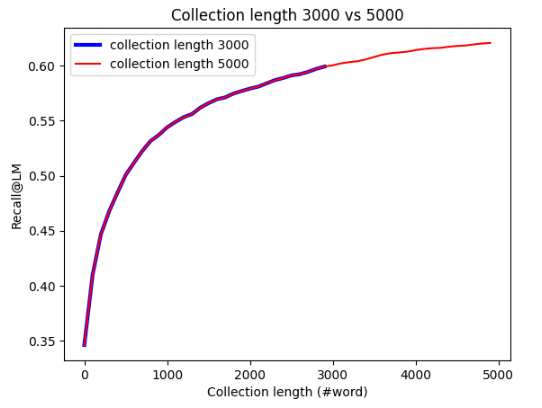 Collection length 3000 vs 5000
collection length 3000
collection length 5000
0.60
0.55
0.50
0.45
0.40
0.35
Recall@LM
0 1000 2000 3000 4000 5000
Collection length (#word)